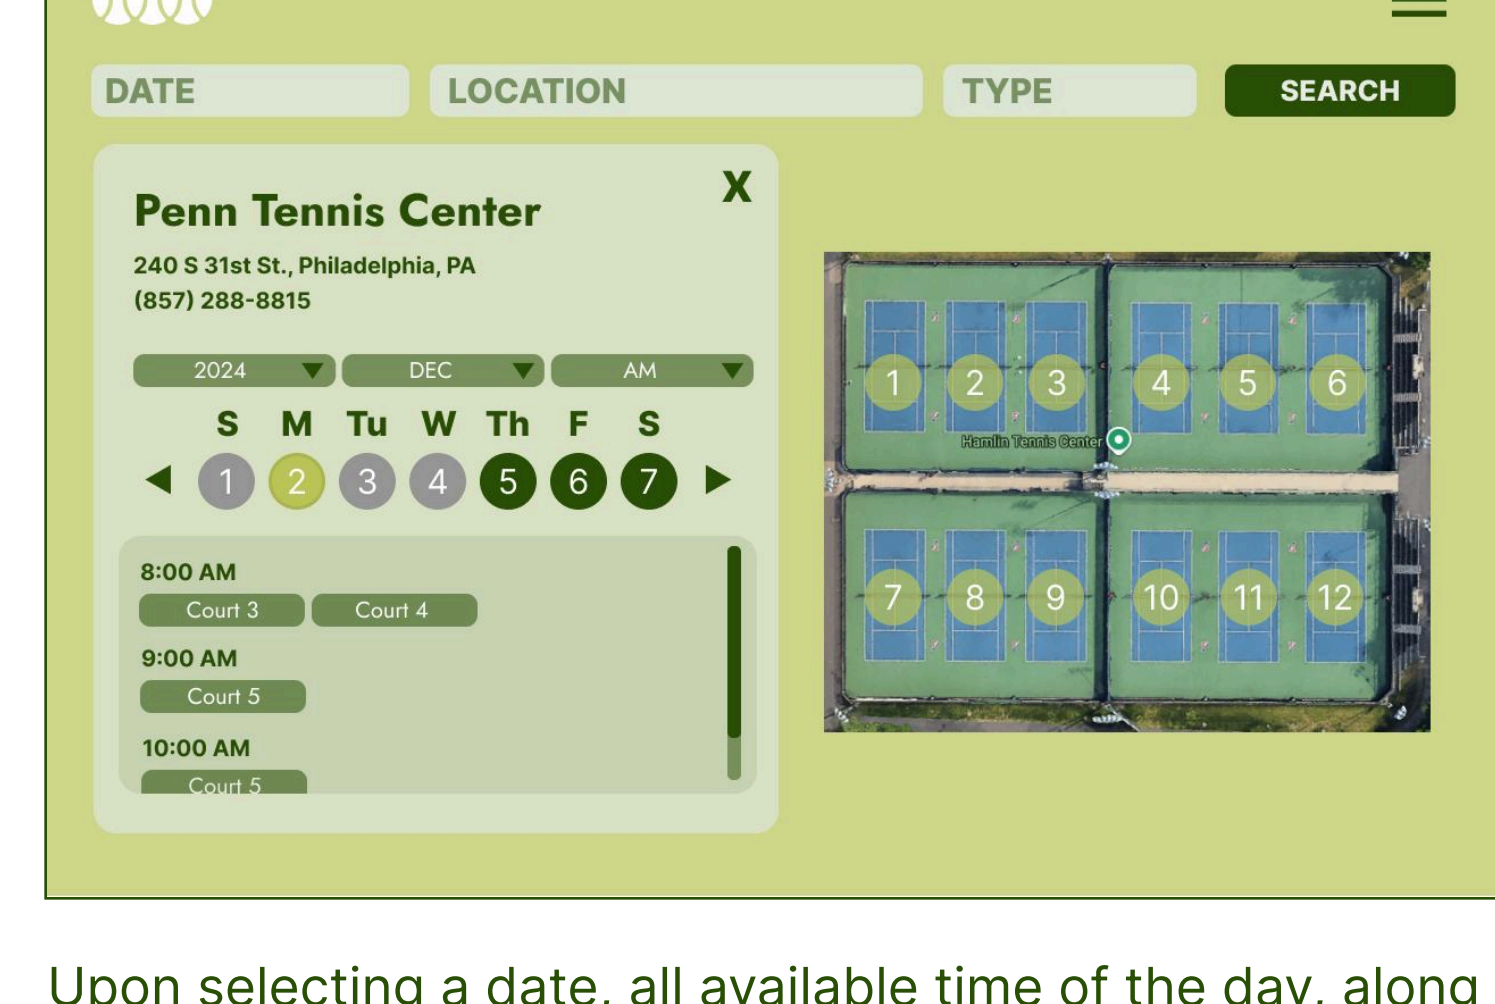 DATE
LOCATION
TYPE
SEARCH
X
Penn Tennis Center
240 S 31st St., Philadelphia, PA
(857) 288-8815
2024 DEC AM
S M Tu W Th F S
1 2 3 4 5 6 7
8:00 AM
Court 3 Court 4
9:00 AM
Court 5
10:00 AM
Court 5
1 2 3 4 5 6
Hamlin Tennis Center
7 8 9 10 11 12
Upon selecting a date, all available time of the day, along